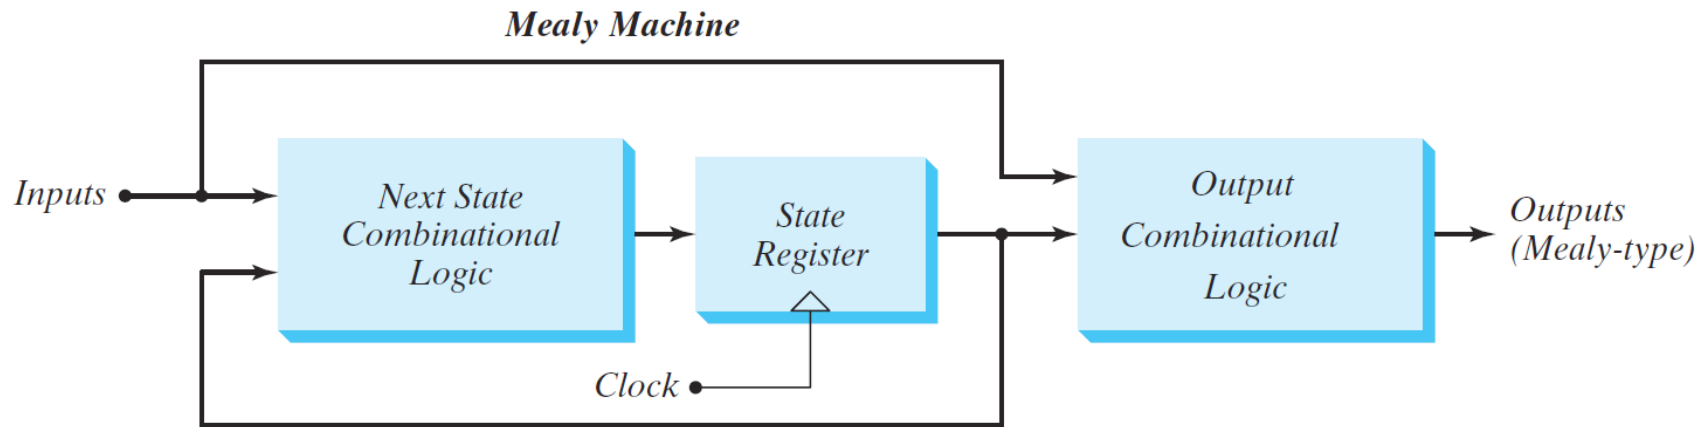 Mealy Machine
Inputs
Next State
Combinational
Logic
State
Register
Clock
Output
Combinational
Logic
Outputs
(Mealy-type)